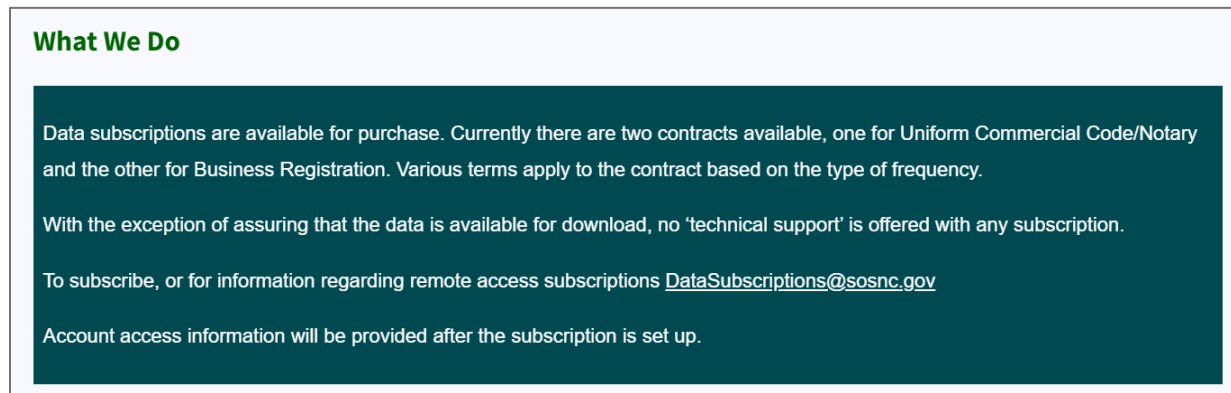 What We Do
Data subscriptions are available for purchase. Currently there are two contracts available, one for Uniform Commercial Code/Notary
and the other for Business Registration. Various terms apply to the contract based on the type of frequency.
With the exception of assuring that the data is available for download, no ‘technical support’ is offered with any subscription.
To subscribe, or for information regarding remote access subscriptions DataSubscriptions@sosnc.gov
Account access information will be provided after the subscription is set up.